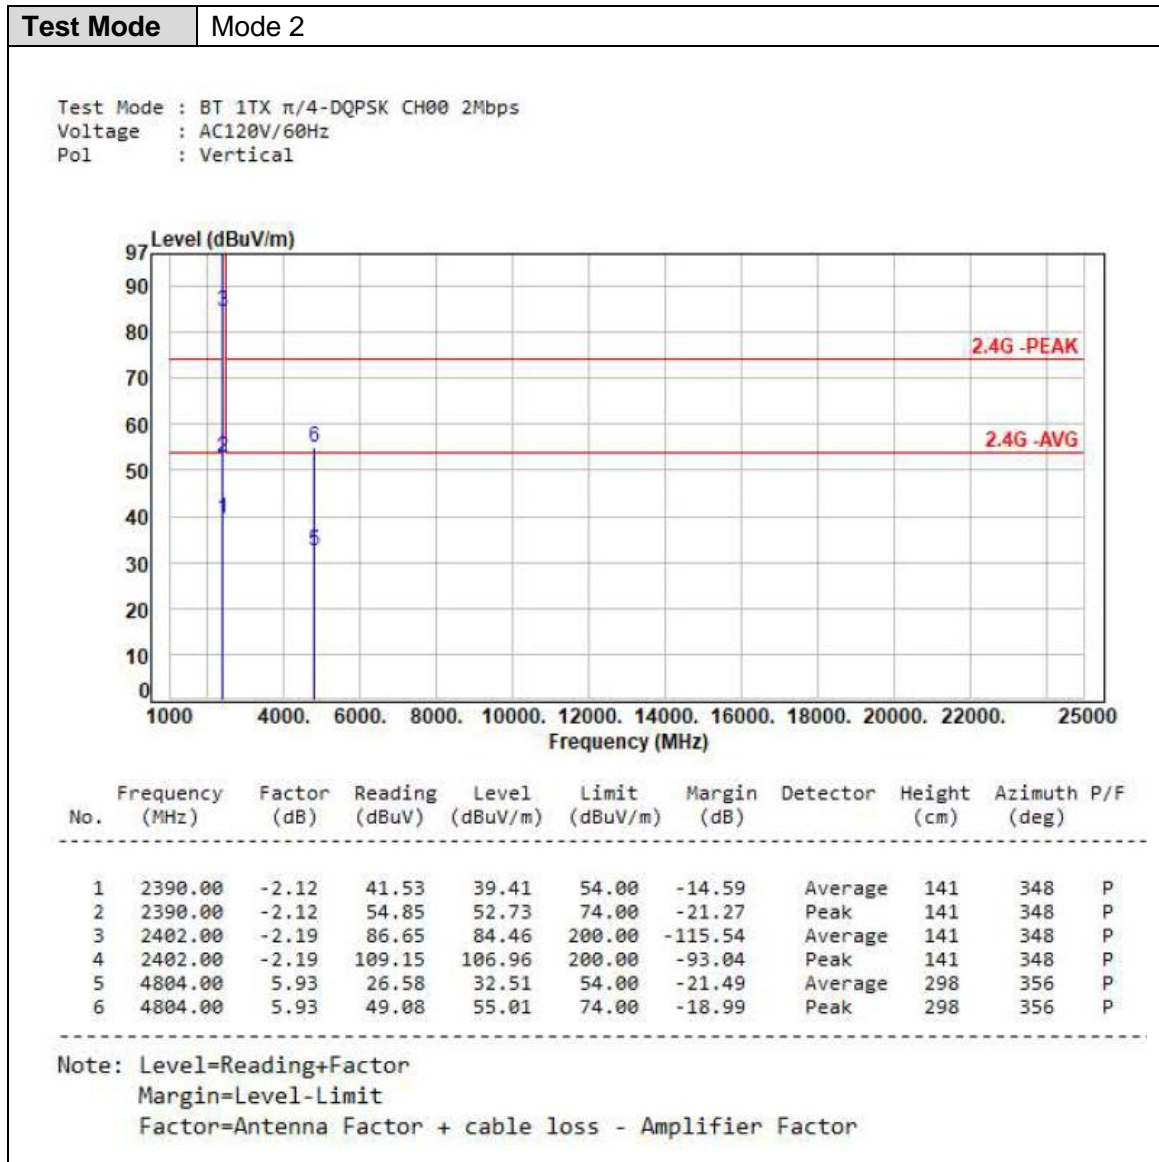 Test Mode Mode 2
Test Mode : BT 1TX π/4-DQPSK CH00 2Mbps
Voltage : AC120V/60Hz
Pol : Vertical
Level (dBuV/m)
97
90
3
80
2.4G -PEAK
70
60
6
2
2.4G -AVG
50
1
40
5
30
20
10
0
1000 4000. 6000. 8000. 10000. 12000. 14000. 16000. 18000. 20000. 22000. 25000
Frequency (MHz)
Frequency Factor Reading Level Limit Margin Detector Height Azimuth P/F
No. (MHz) (dB) (dBuV) (dBuV/m) (dBuV/m) (dB) (cm) (deg)
1 2390.00 -2.12 41.53 39.41 54.00 -14.59 Average 141 348 P
2 2390.00 -2.12 54.85 52.73 74.00 -21.27 Peak 141 348 P
3 2402.00 -2.19 86.65 84.46 200.00 -115.54 Average 141 348 P
4 2402.00 -2.19 109.15 106.96 200.00 -93.04 Peak 141 348 P
5 4804.00 5.93 26.58 32.51 54.00 -21.49 Average 298 356 P
6 4804.00 5.93 49.08 55.01 74.00 -18.99 Peak 298 356 P
Note: Level=Reading+Factor
Margin=Level-Limit
Factor=Antenna Factor + cable loss - Amplifier Factor